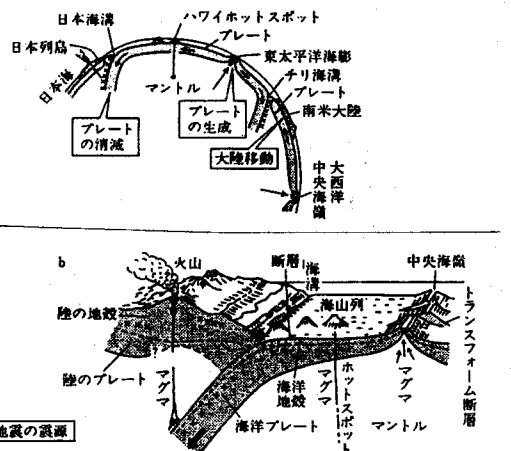 日本海溝
ハワイホットスポット
プレート
日本列島
東太平洋海膨
日本海
チリ海溝
プレート
マントル
南米大陸
プレート
の消滅
プレート
の生成
大陸移動
大西洋
中央海嶺
b
火山
断層
海溝
中央海嶺
海山列
陸の地殻
トランスフォーム断層
陸のプレート
マグマ
海洋
地殻
マグマ
ホットスポット
マグマ
海洋プレート
マントル
地震の震源